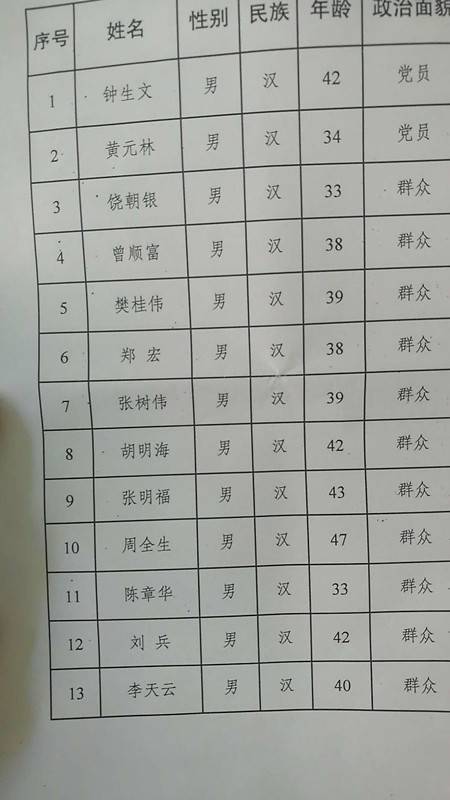 序号 姓名 性别 民族 年龄 政治面貌
1 钟生文 男 汉 42 党员
2 黄元林 男 汉 34 党员
3 饶朝银 男 汉 33 群众
4 曾顺富 男 汉 38 群众
5 樊桂伟 男 汉 39 群众
6 郑 宏 男 汉 38 群众
7 张树伟 男 汉 39 群众
8 胡明海 男 汉 42 群众
9 张明福 男 汉 43 群众
10 周全生 男 汉 47 群众
11 陈章华 男 汉 33 群众
12 刘 兵 男 汉 42 群众
13 李天云 男 汉 40 群众